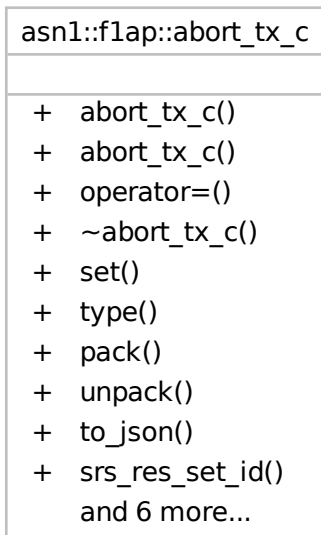 asn1::f1ap::abort_tx_c
+ abort_tx_c()
+ abort_tx_c()
+ operator=()
+ ~abort_tx_c()
+ set()
+ type()
+ pack()
+ unpack()
+ to_json()
+ srs_res_set_id()
and 6 more...